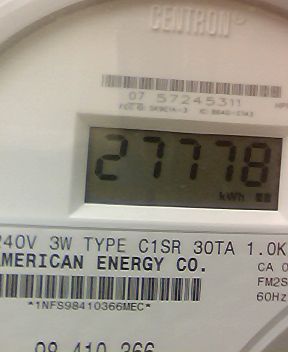 CENTRON®
07 57245311
27778
kWh
240V 3W TYPE C1SR 30TA 1.0K
AMERICAN ENERGY CO.
CA 0
FM2S
60Hz
*1NFS98410366MEC*
98 410 366